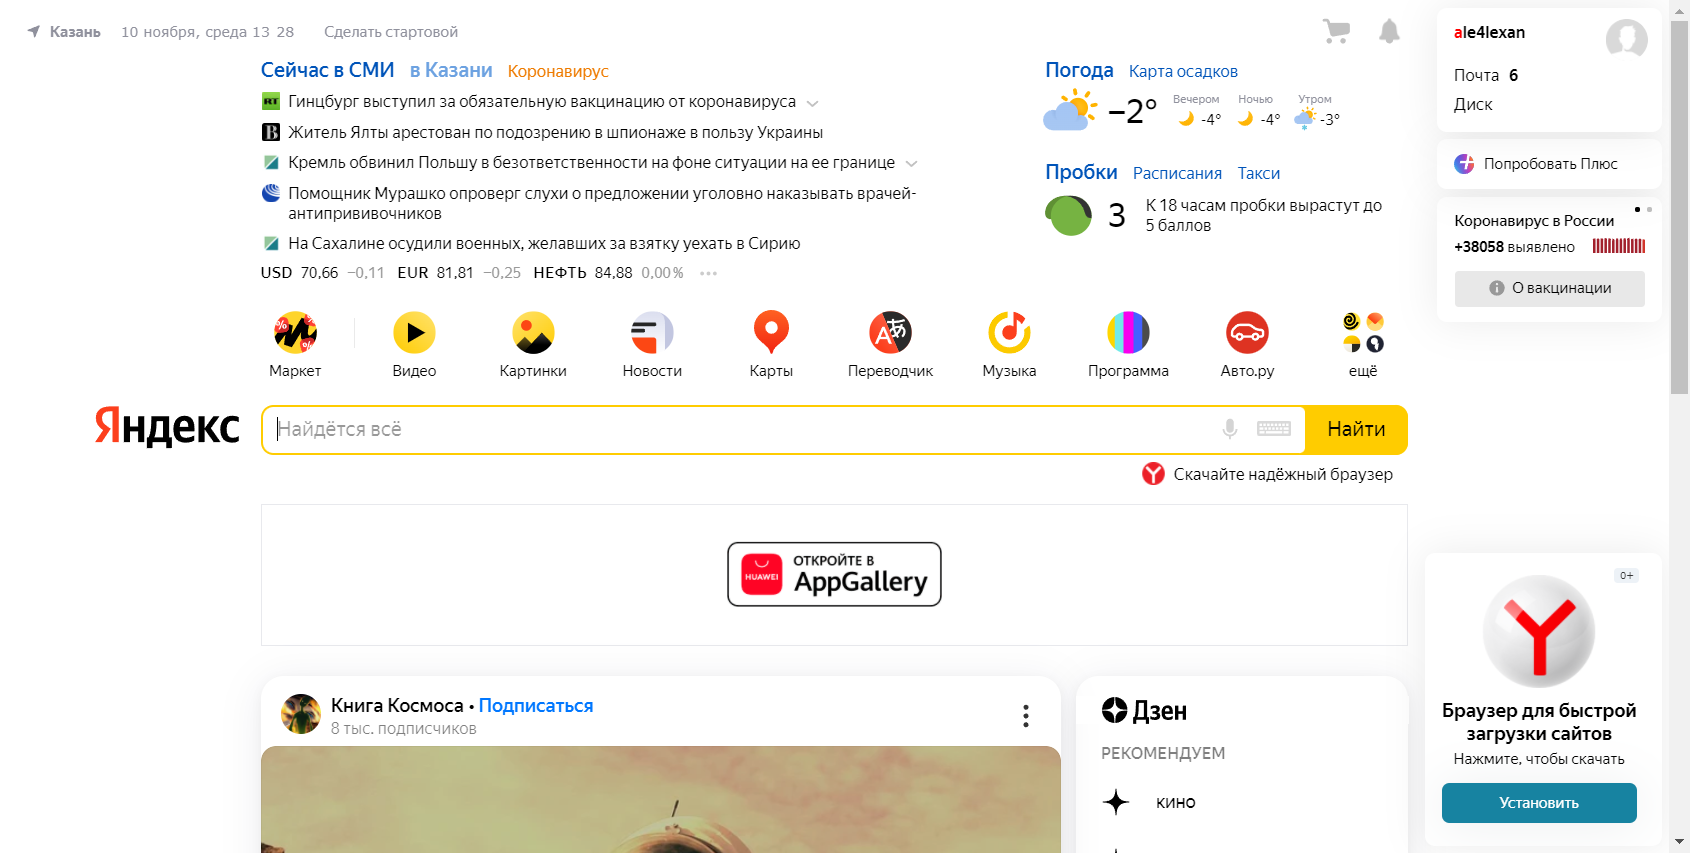 Казань 10 ноября, среда 13 28 Сделать стартовой
Сейчас в СМИ в Казани Коронавирус
Гинцбург выступил за обязательную вакцинацию от коронавируса
Житель Ялты арестован по подозрению в шпионаже в пользу Украины
Кремль обвинил Польшу в безответственности на фоне ситуации на ее границе
Помощник Мурашко опроверг слухи о предложении уголовно наказывать врачей-
антипрививочников
На Сахалине осудили военных, желавших за взятку уехать в Сирию
USD 70,66 −0,11 EUR 81,81 −0,25 НЕФТЬ 84,88 0,00% •••
Погода Карта осадков
−2° Вечером -4° Ночью -4° Утром -3°
Пробки Расписания Такси
3 К 18 часам пробки вырастут до
5 баллов
ale4lexan
Почта 6
Диск
Попробовать Плюс
Коронавирус в России
+38058 выявлено
О вакцинации
Маркет Видео Картинки Новости Карты Переводчик Музыка Программа Авто.ру ещё
Яндекс Найдётся всё Найти
Скачайте надёжный браузер
HUAWEI
ОТКРОЙТЕ В
AppGallery
Книга Космоса • Подписаться
8 тыс. подписчиков
Дзен
РЕКОМЕНДУЕМ
КИНО
0+
Браузер для быстрой
загрузки сайтов
Нажмите, чтобы скачать
Установить